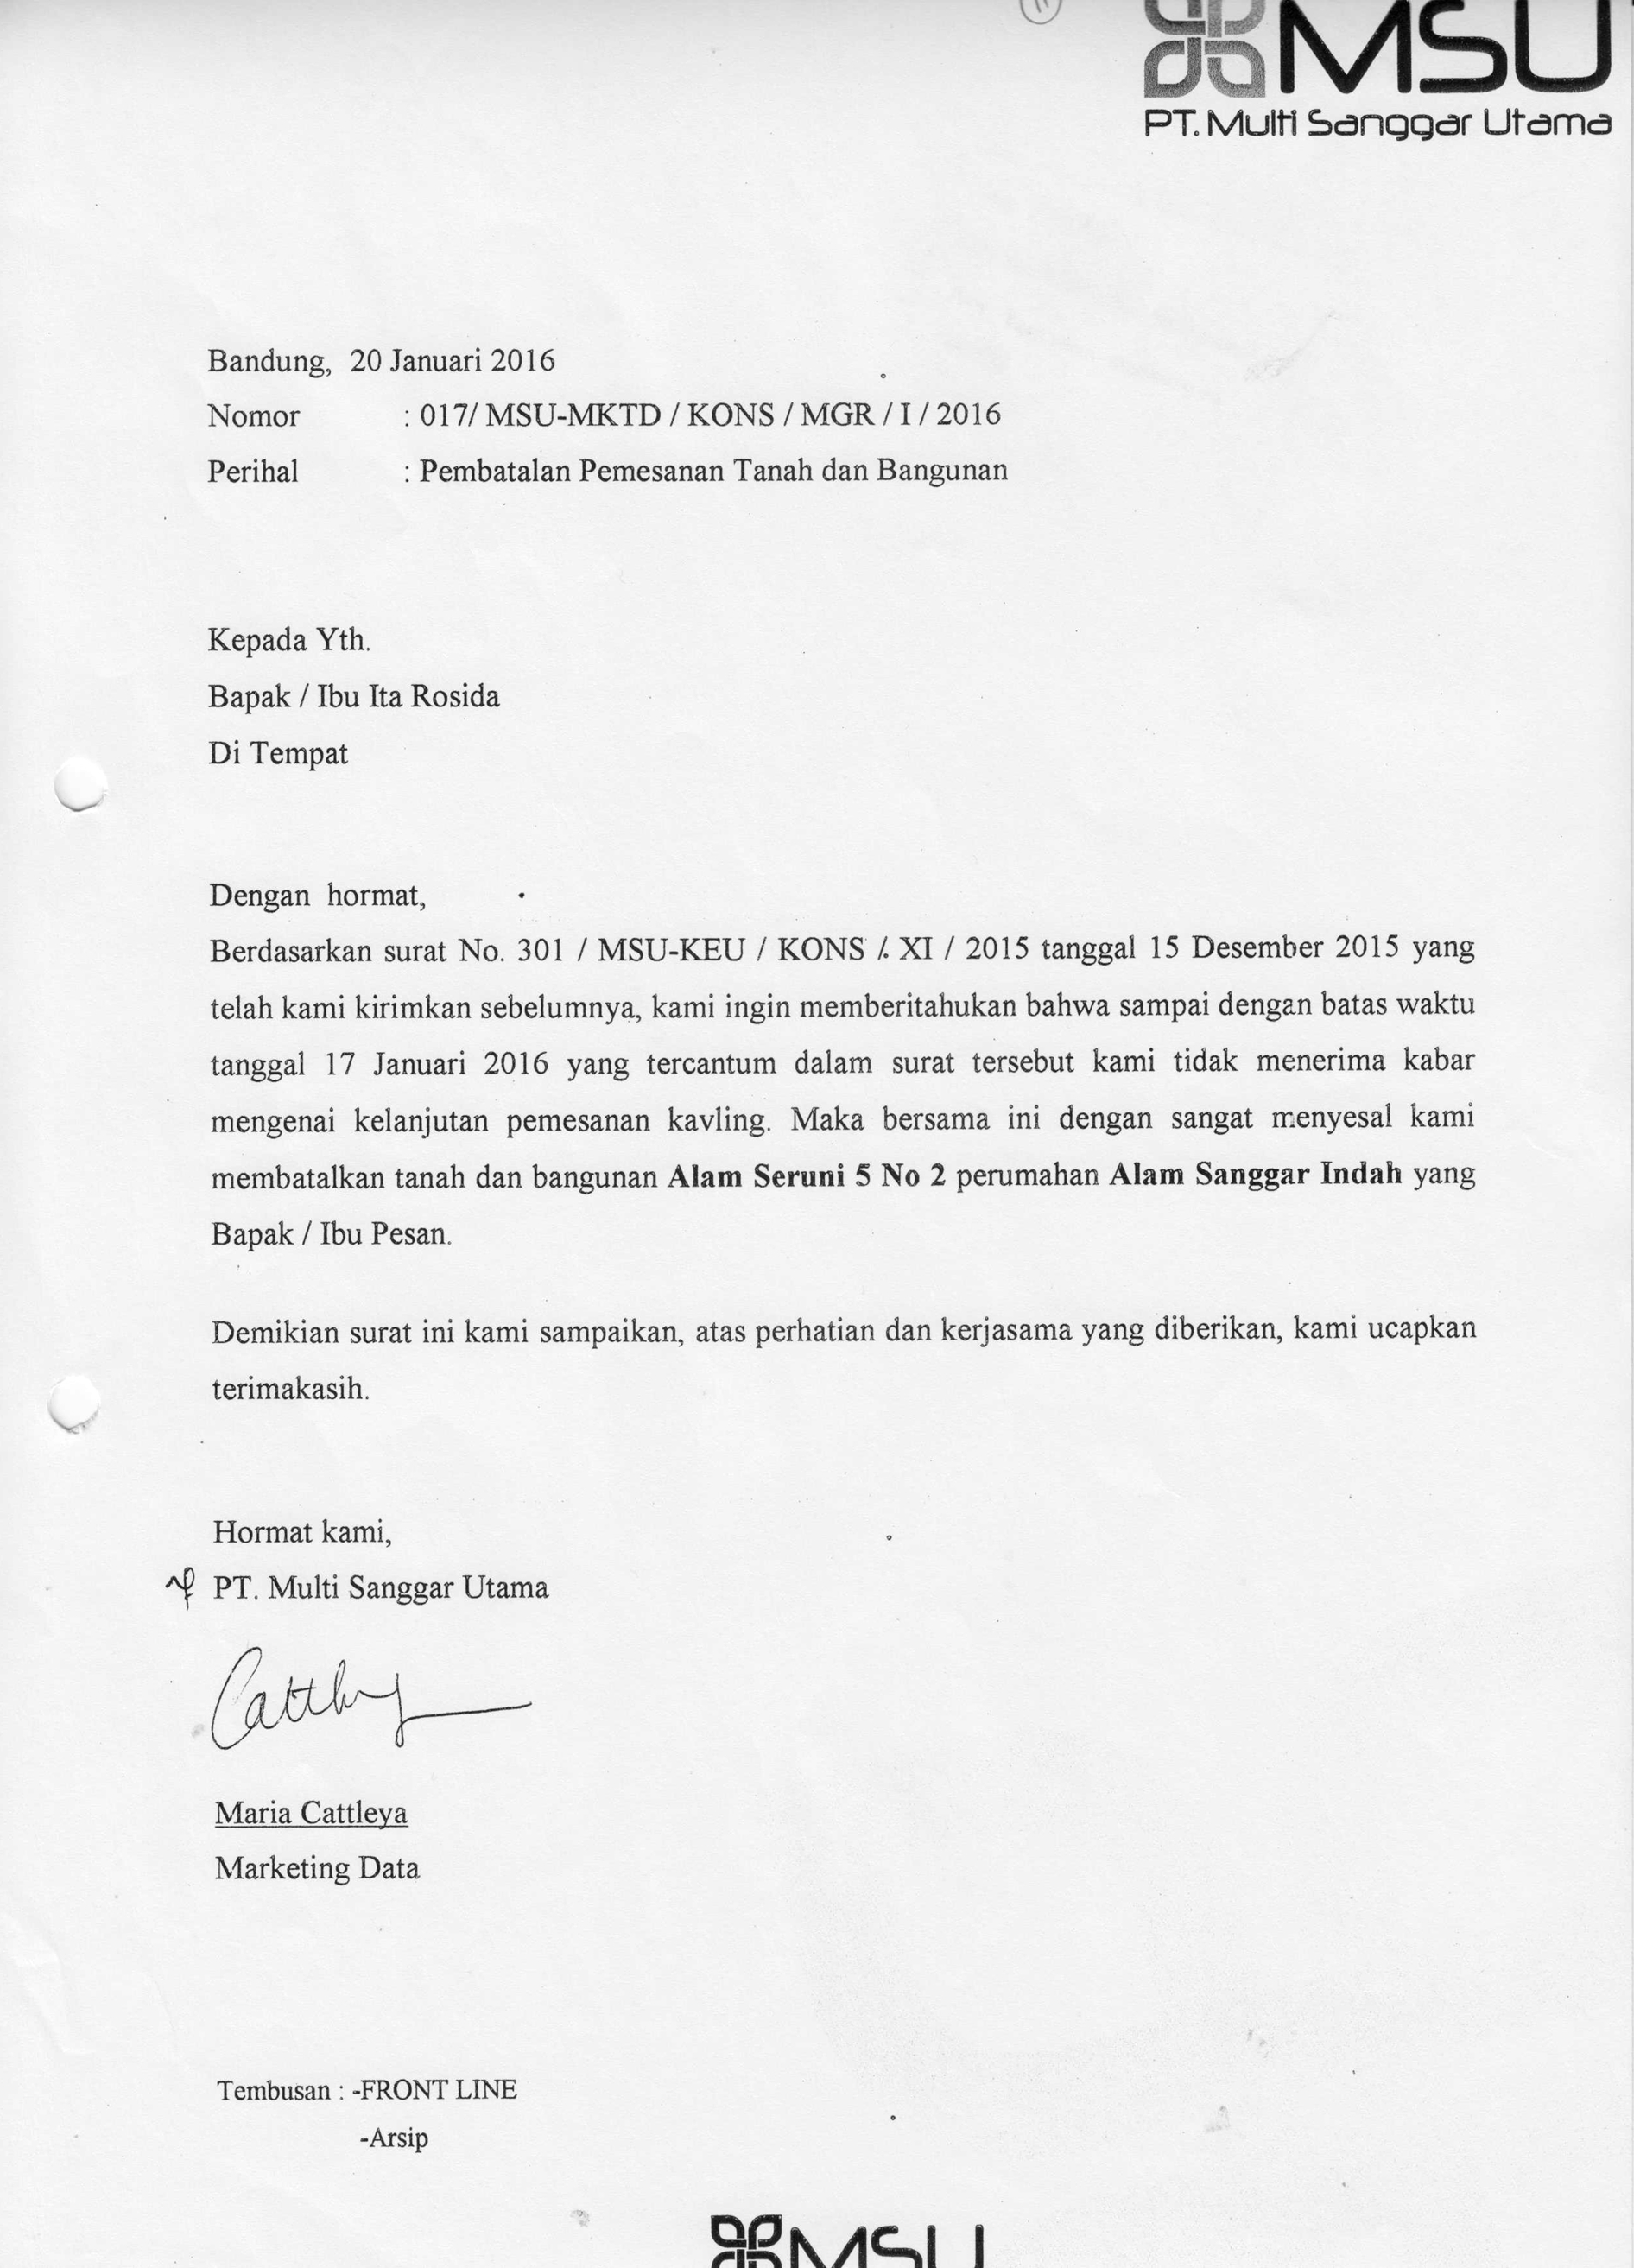 MSU
PT. Multi Sanggar Utama
Bandung, 20 Januari 2016
Nomor : 017/ MSU-MKTD / KONS / MGR / I / 2016
Perihal : Pembatalan Pemesanan Tanah dan Bangunan
Kepada Yth.
Bapak / Ibu Ita Rosida
Di Tempat
Dengan hormat,
Berdasarkan surat No. 301 / MSU-KEU / KONS /. XI / 2015 tanggal 15 Desember 2015 yang
telah kami kirimkan sebelumnya, kami ingin memberitahukan bahwa sampai dengan batas waktu
tanggal 17 Januari 2016 yang tercantum dalam surat tersebut kami tidak menerima kabar
mengenai kelanjutan pemesanan kavling. Maka bersama ini dengan sangat menyesal kami
membatalkan tanah dan bangunan Alam Seruni 5 No 2 perumahan Alam Sanggar Indah yang
Bapak / Ibu Pesan.
Demikian surat ini kami sampaikan, atas perhatian dan kerjasama yang diberikan, kami ucapkan
terimakasih.
Hormat kami,
PT. Multi Sanggar Utama
Maria Cattleya
Marketing Data
Tembusan : -FRONT LINE
-Arsip
MSU